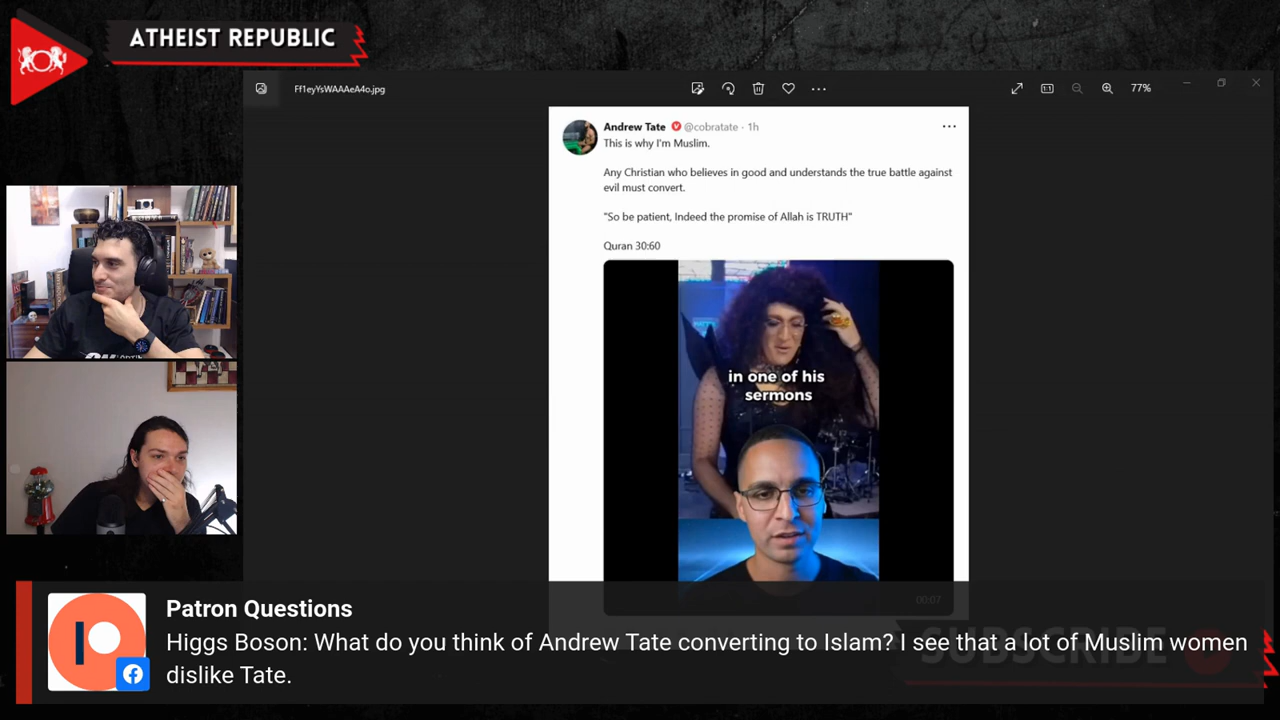 ATHEIST REPUBLIC
Ff1eyYsWAAAeA4o.jpg
77%
Andrew Tate @cobratate · 1h
This is why I'm Muslim.
Any Christian who believes in good and understands the true battle against
evil must convert.
"So be patient, Indeed the promise of Allah is TRUTH"
Quran 30:60
in one of his
sermons
00:07
Patron Questions
Higgs Boson: What do you think of Andrew Tate converting to Islam? I see that a lot of Muslim women
dislike Tate.
SUBSCRIBE